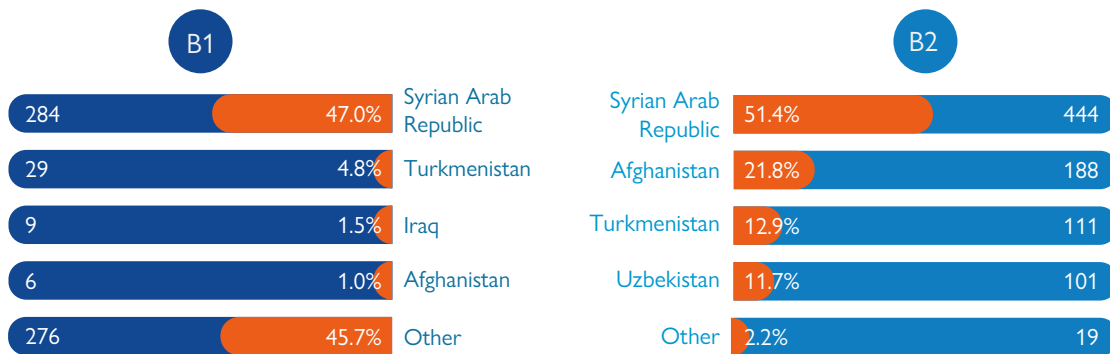 B1
284 47.0% Syrian Arab
Republic
29 4.8% Turkmenistan
9 1.5% Iraq
6 1.0% Afghanistan
276 45.7% Other
B2
Syrian Arab
Republic 51.4% 444
Afghanistan 21.8% 188
Turkmenistan 12.9% 111
Uzbekistan 11.7% 101
Other 2.2% 19